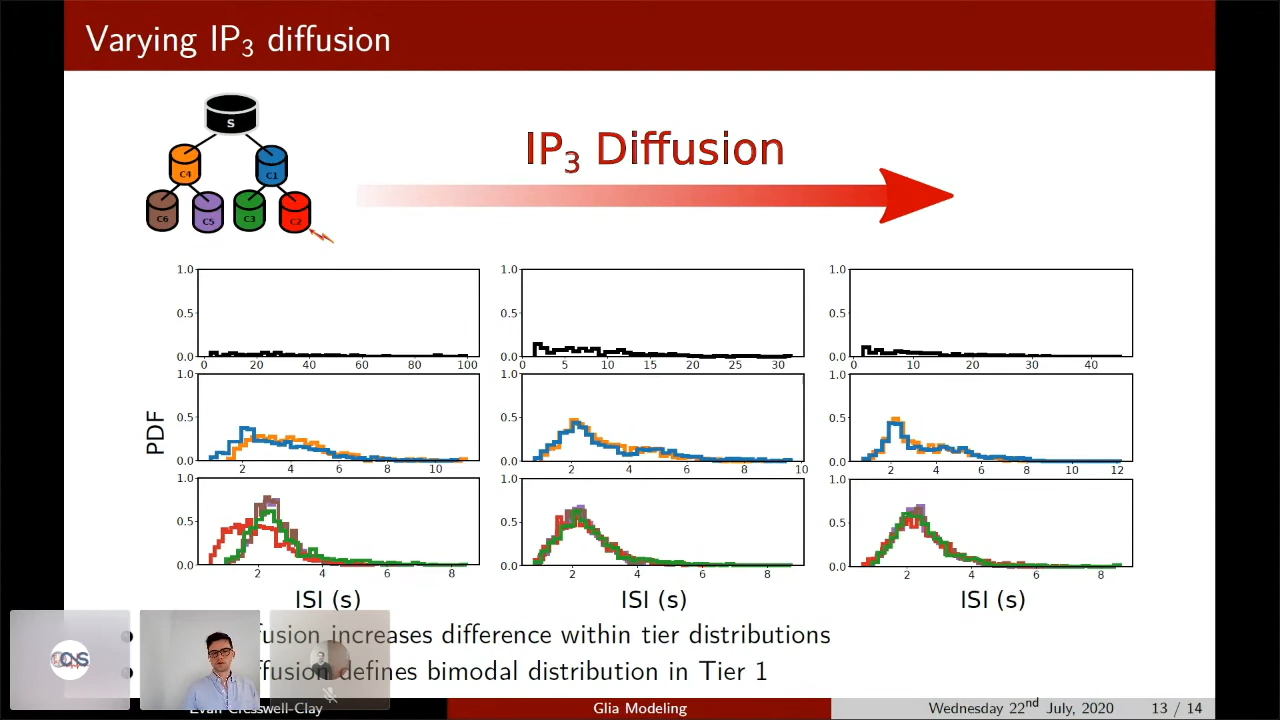 Varying IP₃ diffusion
S
C4 C1
C6 C5 C3 C2
IP₃ Diffusion
1.0 1.0 1.0
0.5 0.5 0.5
0.0 0.0 0.0
0 20 40 60 80 100 0 5 10 15 20 25 30 0 10 20 30 40
1.0 1.0 1.0
PDF
0.5 0.5 0.5
0.0 0.0 0.0
2 4 6 8 10 2 4 6 8 10 2 4 6 8 10 12
1.0 1.0 1.0
0.5 0.5 0.5
0.0 0.0 0.0
2 4 6 8 2 4 6 8 2 4 6 8
ISI (s) ISI (s) ISI (s)
increases difference within tier distributions
defines bimodal distribution in Tier 1
Evan Cresswell-Clay Glia Modeling Wednesday 22nd July, 2020 13 / 14